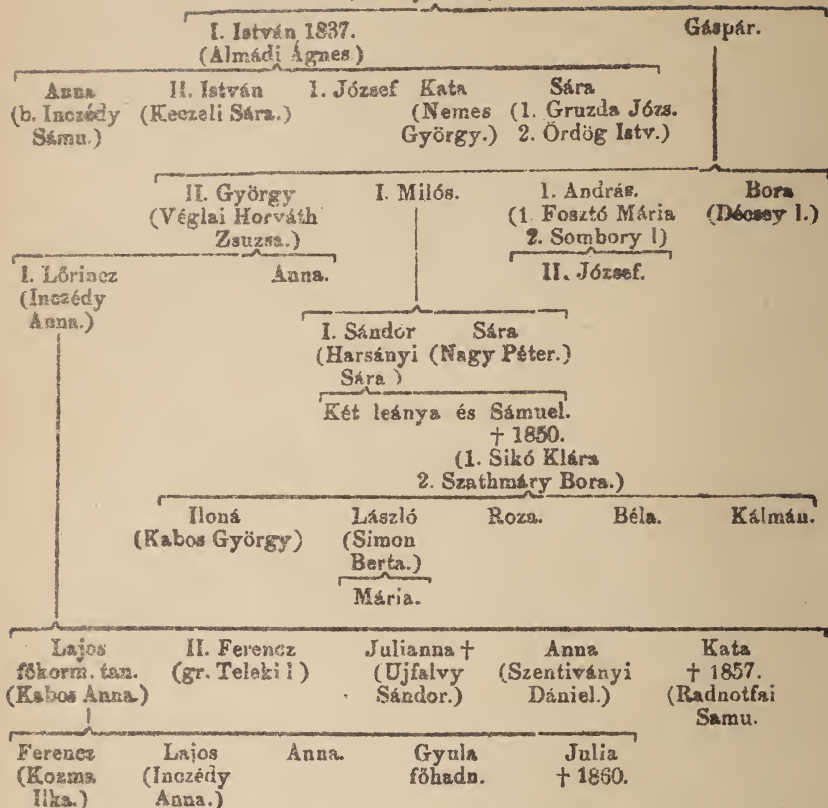 I. István 1837. Gáspár.
(Almádi Ágnes.)
Anna II. István I. József Kata Sára
(b. Inczédy (Keczeli Sára.) (Nemes (1. Gruzda Józs.
Sámu.) György.) 2. Ördög Istv.)
II. György I. Milós. I. András. Bora
(Véglai Horváth (1. Fosztó Mária (Décsey l.)
Zsuzsa.) 2. Sombory l)
I. Lőrincz Anna. II. József.
(Inczédy
Anna.)
I. Sándor Sára
(Harsányi (Nagy Péter.)
Sára )
Két leánya és Sámuel.
† 1850.
(1. Sikó Klára
2. Szathmáry Bora.)
Iloná László Roza. Béla. Kálmán.
(Kabos György) (Simon
Berta.)
Mária.
Lajos II. Ferencz Julianna † Anna Kata
főkorm. tan. (gr. Teleki l ) (Ujfalvy (Szentiványi † 1857.
(Kabos Anna.) Sándor.) Dániel.) (Radnotfai
Samu.
Ferencz Lajos Anna. Gyula Julia
(Kozma (Inczédy főhadn. † 1860.
Ilka.) Anna.)